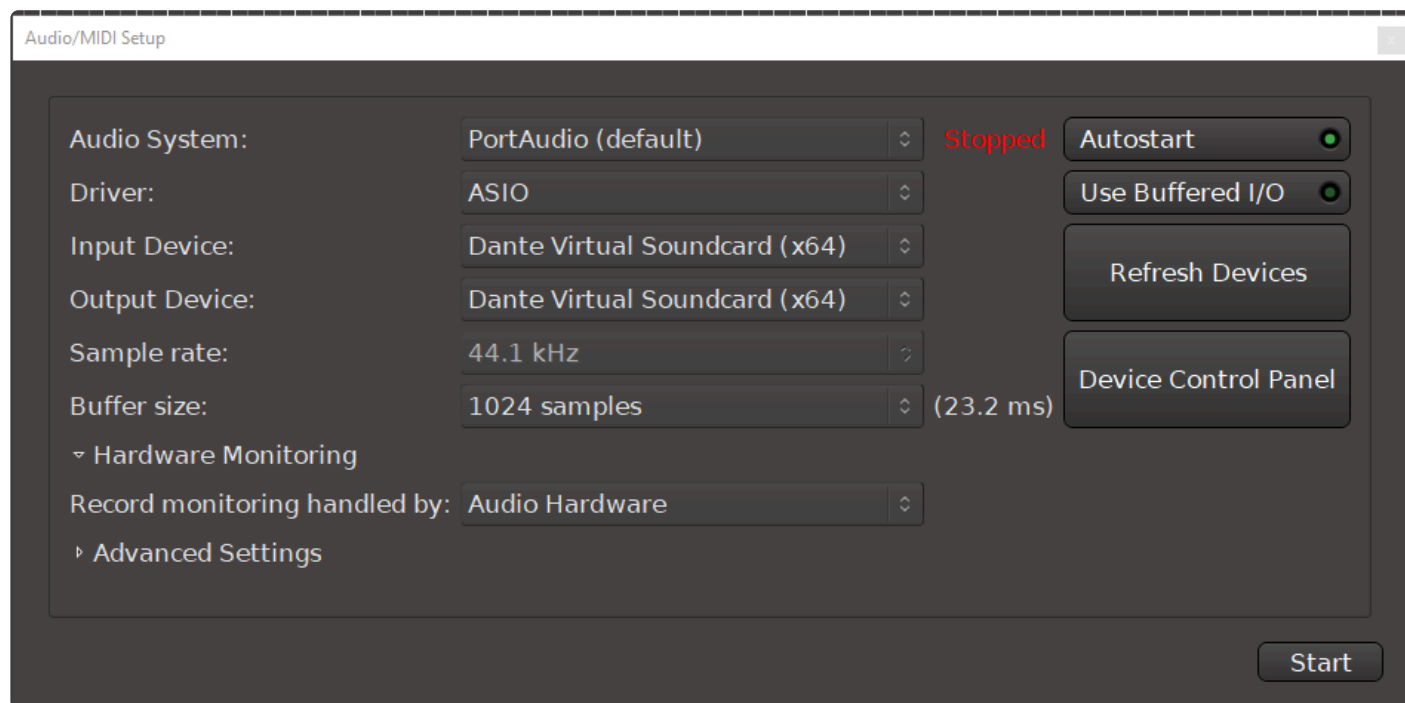 Audio/MIDI Setup
x
Audio System: PortAudio (default) Stopped Autostart
Driver: ASIO Use Buffered I/O
Input Device: Dante Virtual Soundcard (x64)
Refresh Devices
Output Device: Dante Virtual Soundcard (x64)
Sample rate: 44.1 kHz
Device Control Panel
Buffer size: 1024 samples (23.2 ms)
Hardware Monitoring
Record monitoring handled by: Audio Hardware
Advanced Settings
Start